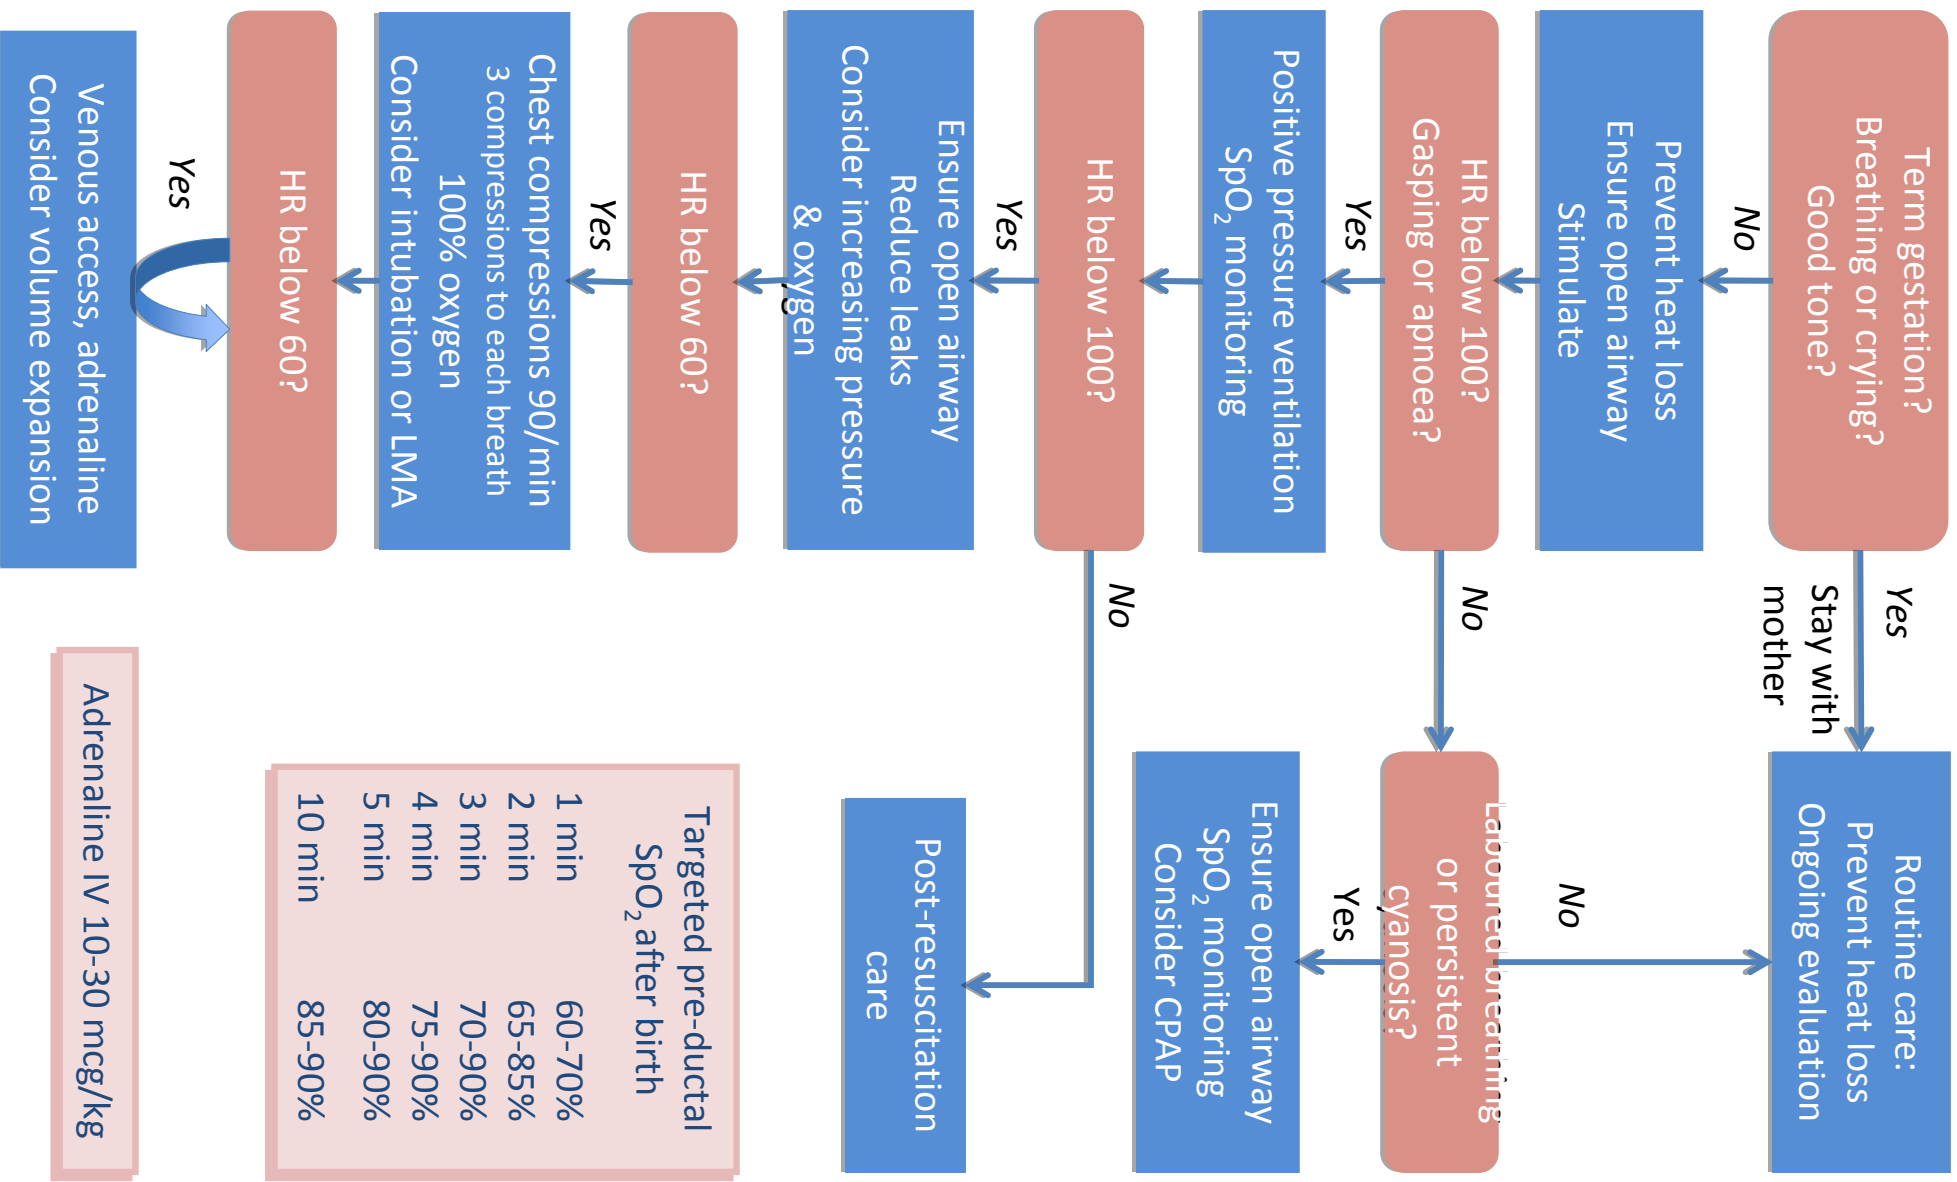 Term gestation?
Breathing or crying?
Good tone?
Yes
Stay with
mother
Routine care:
Prevent heat loss
Ongoing evaluation
No
Prevent heat loss
Ensure open airway
Stimulate
No
HR below 100?
Gasping or apnoea?
No
Laboured breathing
or persistent
cyanosis?
Yes
Yes
Positive pressure ventilation
SpO2 monitoring
Ensure open airway
SpO2 monitoring
Consider CPAP
HR below 100?
No
Yes
Ensure open airway
Reduce leaks
Consider increasing pressure
& oxygen
Post-resuscitation
care
HR below 60?
Yes
Chest compressions 90/min
3 compressions to each breath
100% oxygen
Consider intubation or LMA
Targeted pre-ductal
SpO2 after birth
1 min 60-70%
2 min 65-85%
3 min 70-90%
4 min 75-90%
5 min 80-90%
10 min 85-90%
HR below 60?
Yes
Venous access, adrenaline
Consider volume expansion
Adrenaline IV 10-30 mcg/kg